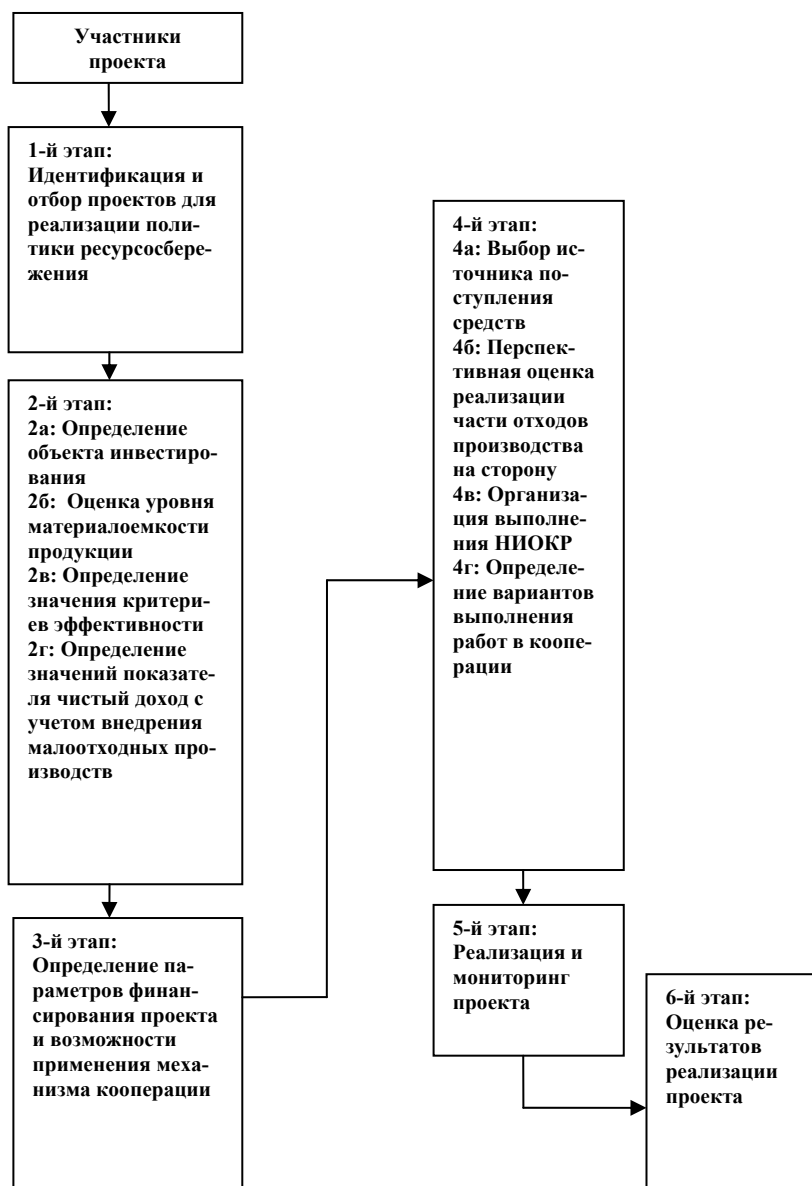 Участники
проекта
1-й этап:
Идентификация и
отбор проектов для
реализации поли-
тики ресурсосбере-
жения
2-й этап:
2а: Определение
объекта инвестиро-
вания
2б:  Оценка уровня
материалоемкости
продукции
2в: Определение
значения критери-
ев эффективности
2г: Определение
значений показате-
ля чистый доход с
учетом внедрения
малоотходных про-
изводств
3-й этап:
Определение па-
раметров финан-
сирования проекта
и возможности
применения меха-
низма кооперации
4-й этап:
4а: Выбор ис-
точника по-
ступления
средств
4б: Перспек-
тивная оценка
реализации
части отходов
производства
на сторону
4в: Организа-
ция выполне-
ния НИОКР
4г: Определе-
ние вариантов
выполнения
работ в коопе-
рации
5-й этап:
Реализация и
мониторинг
проекта
6-й этап:
Оценка ре-
зультатов
реализации
проекта